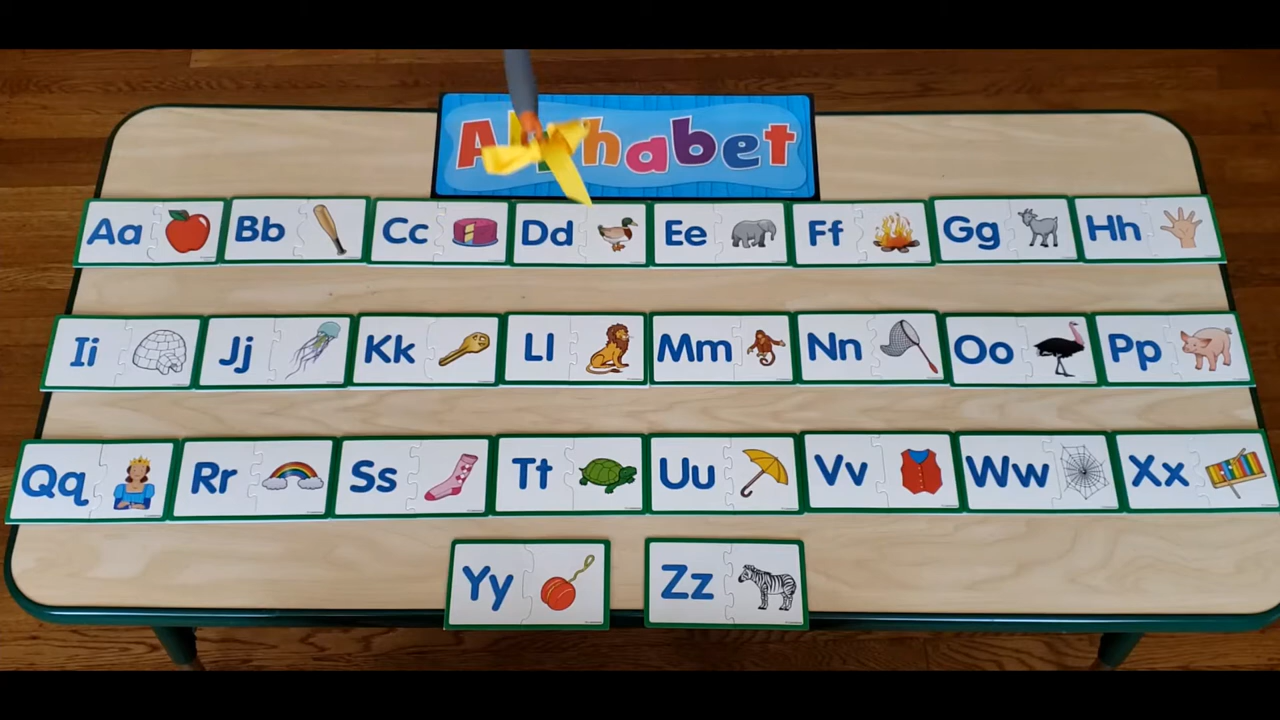 Alphabet
Aa Bb Cc Dd Ee Ff Gg Hh
Ii Jj Kk Ll Mm Nn Oo Pp
Qq Rr Ss Tt Uu Vv Ww Xx
Yy Zz